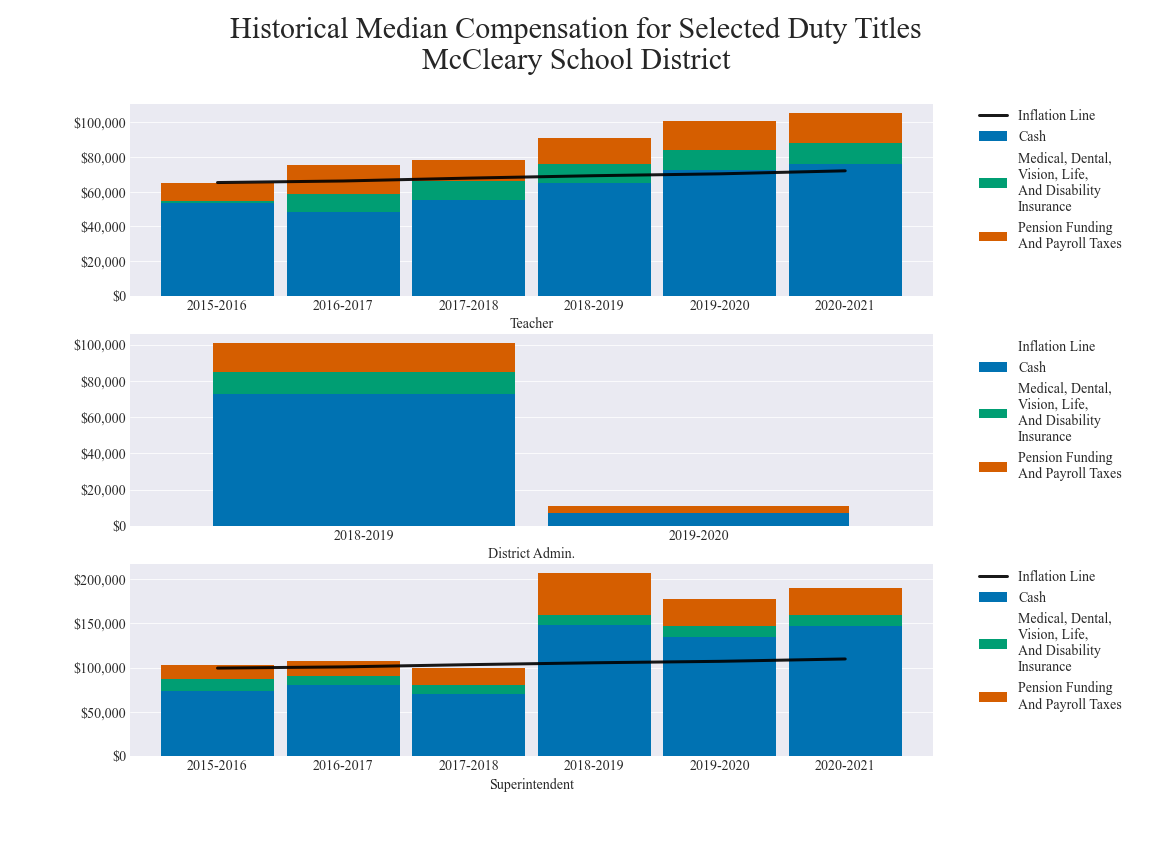 Historical Median Compensation for Selected Duty Titles
McCleary School District
$100,000
$80,000
$60,000
$40,000
$20,000
$0
2015-2016 2016-2017 2017-2018 2018-2019 2019-2020 2020-2021
Teacher
Inflation Line
Cash
Medical, Dental,
Vision, Life,
And Disability
Insurance
Pension Funding
And Payroll Taxes
$100,000
$80,000
$60,000
$40,000
$20,000
$0
2018-2019 2019-2020
District Admin.
Inflation Line
Cash
Medical, Dental,
Vision, Life,
And Disability
Insurance
Pension Funding
And Payroll Taxes
$200,000
$150,000
$100,000
$50,000
$0
2015-2016 2016-2017 2017-2018 2018-2019 2019-2020 2020-2021
Superintendent
Inflation Line
Cash
Medical, Dental,
Vision, Life,
And Disability
Insurance
Pension Funding
And Payroll Taxes